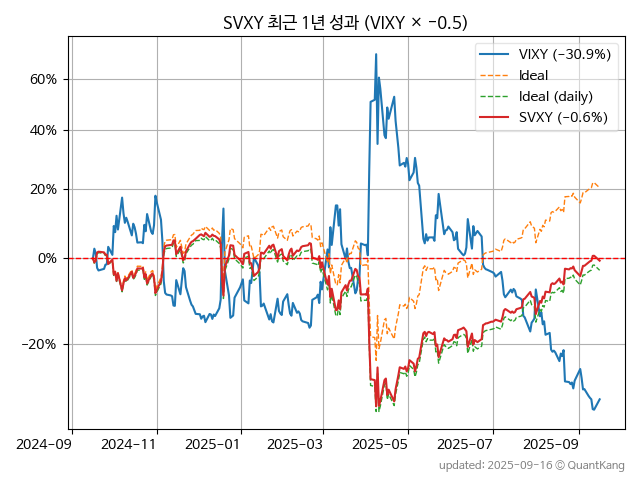 SVXY 최근 1년 성과 (VIXY × −0.5)
VIXY (−30.9%)
Ideal
Ideal (daily)
SVXY (−0.6%)
60%
40%
20%
0%
−20%
2024-09 2024-11 2025-01 2025-03 2025-05 2025-07 2025-09
updated: 2025-09-16 © QuantKang